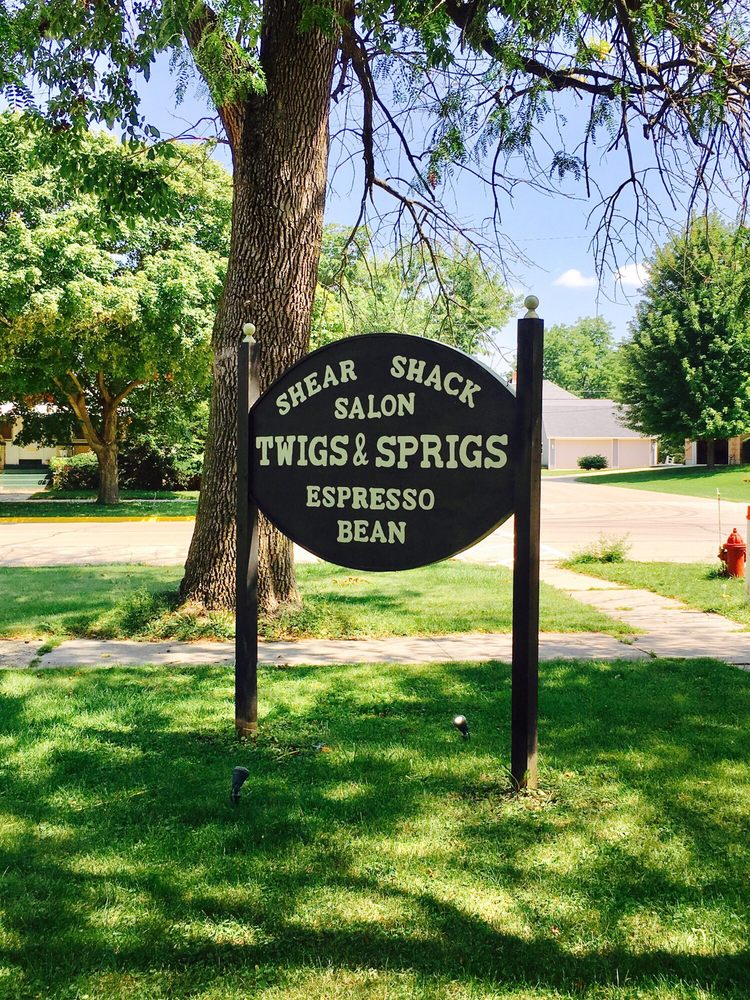 SHEAR SHACK
SALON
TWIGS & SPRIGS
ESPRESSO
BEAN